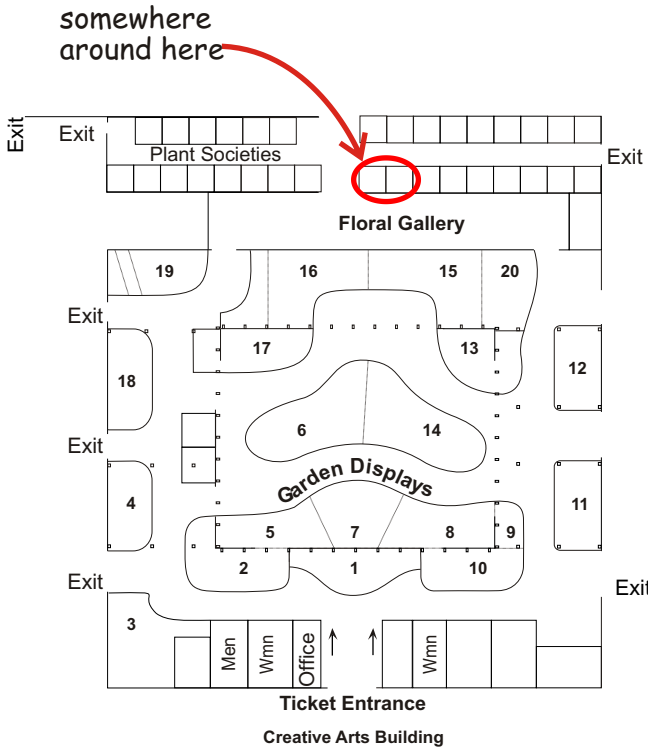 somewhere
around here
Exit
Exit
Plant Societies
Exit
Floral Gallery
19
16
15
20
Exit
17
13
12
18
6
14
Exit
Garden Displays
4
11
5
7
8
9
2
1
10
Exit
Exit
3
Men
Wmn
Office
Wmn
Ticket Entrance
Creative Arts Building